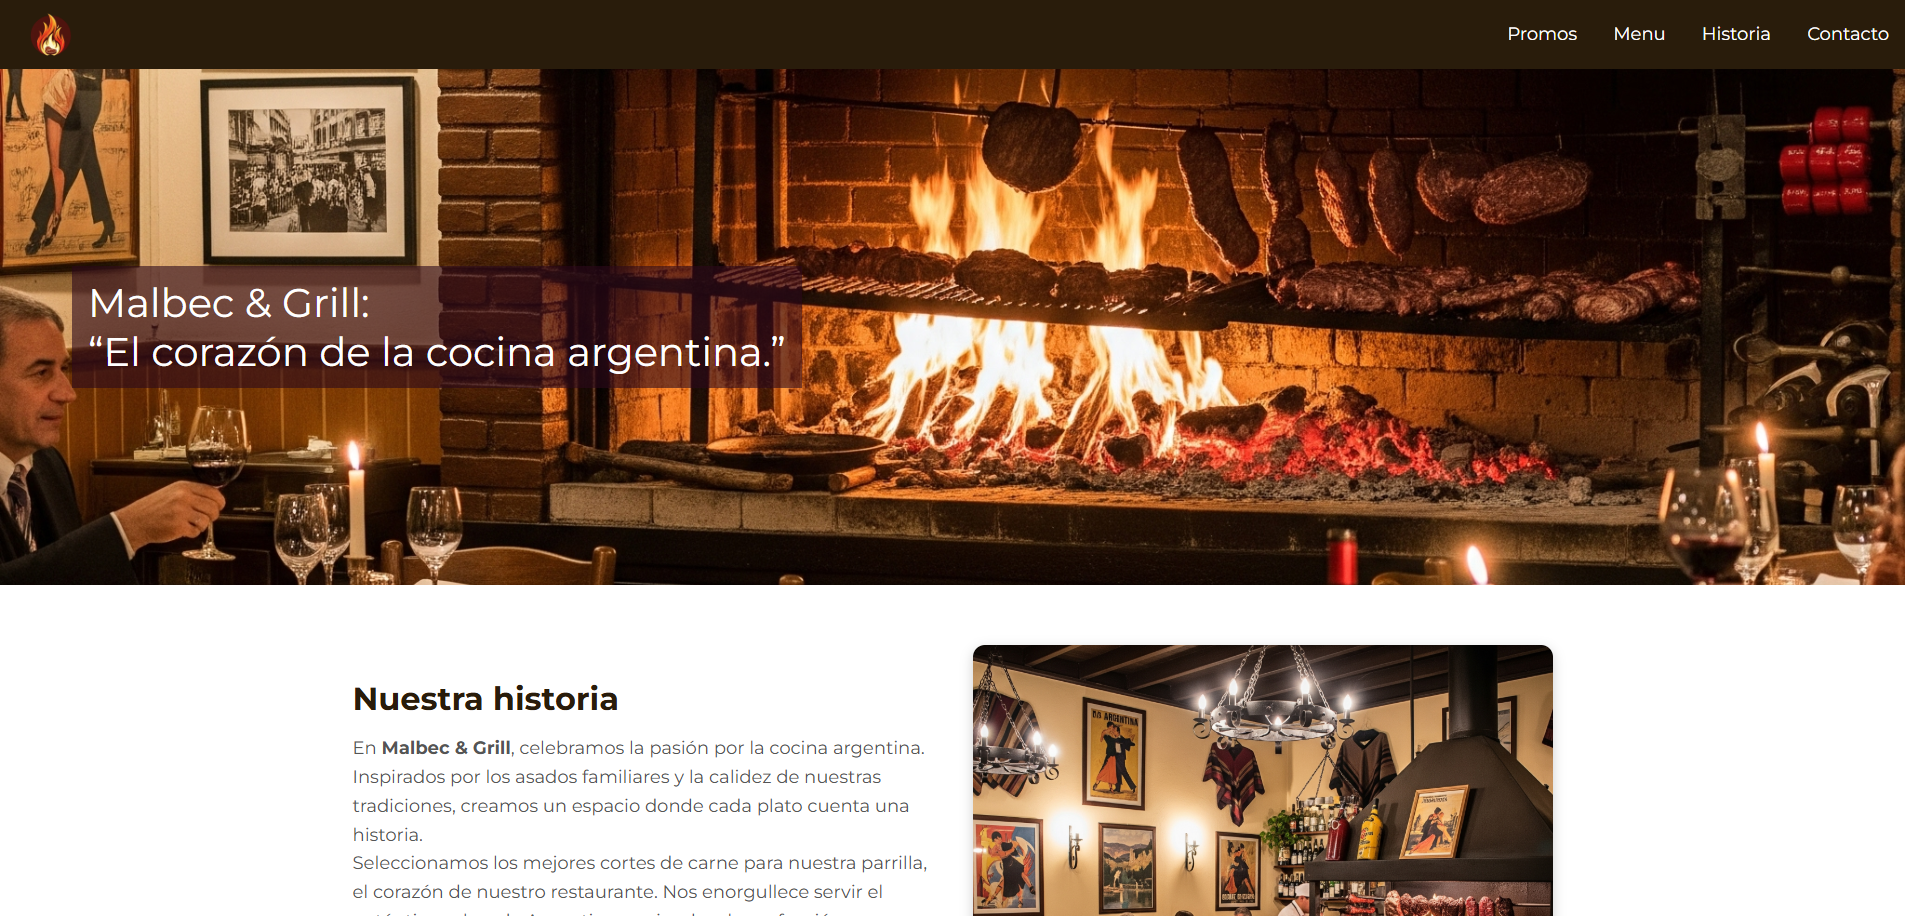 Promos Menu Historia Contacto
Malbec & Grill:
“El corazón de la cocina argentina.”
Nuestra historia
En Malbec & Grill, celebramos la pasión por la cocina argentina.
Inspirados por los asados familiares y la calidez de nuestras
tradiciones, creamos un espacio donde cada plato cuenta una
historia.
Seleccionamos los mejores cortes de carne para nuestra parrilla,
el corazón de nuestro restaurante. Nos enorgullece servir el